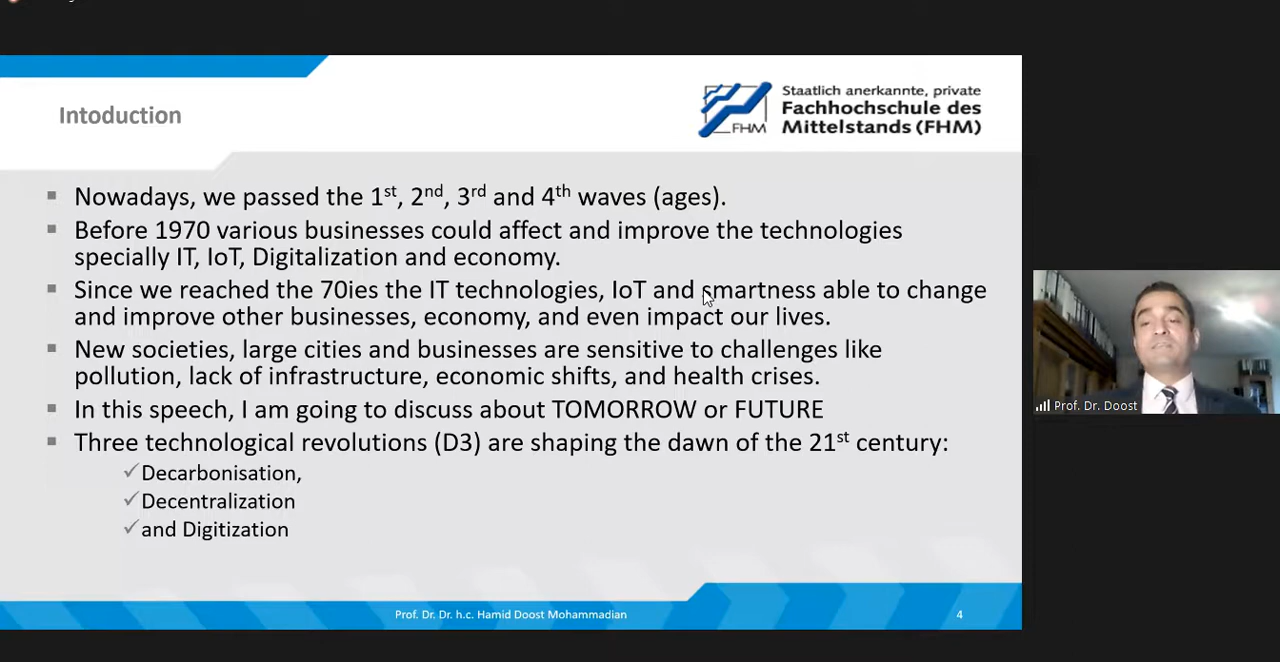 Intoduction
FHM
Staatlich anerkannte, private
Fachhochschule des
Mittelstands (FHM)
Nowadays, we passed the 1st, 2nd, 3rd and 4th waves (ages).
Before 1970 various businesses could affect and improve the technologies
specially IT, IoT, Digitalization and economy.
Since we reached the 70ies the IT technologies, IoT and smartness able to change
and improve other businesses, economy, and even impact our lives.
New societies, large cities and businesses are sensitive to challenges like
pollution, lack of infrastructure, economic shifts, and health crises.
In this speech, I am going to discuss about TOMORROW or FUTURE
Three technological revolutions (D3) are shaping the dawn of the 21st century:
Decarbonisation,
Decentralization
and Digitization
Prof. Dr. Doost
Prof. Dr. Dr. h.c. Hamid Doost Mohammadian
4